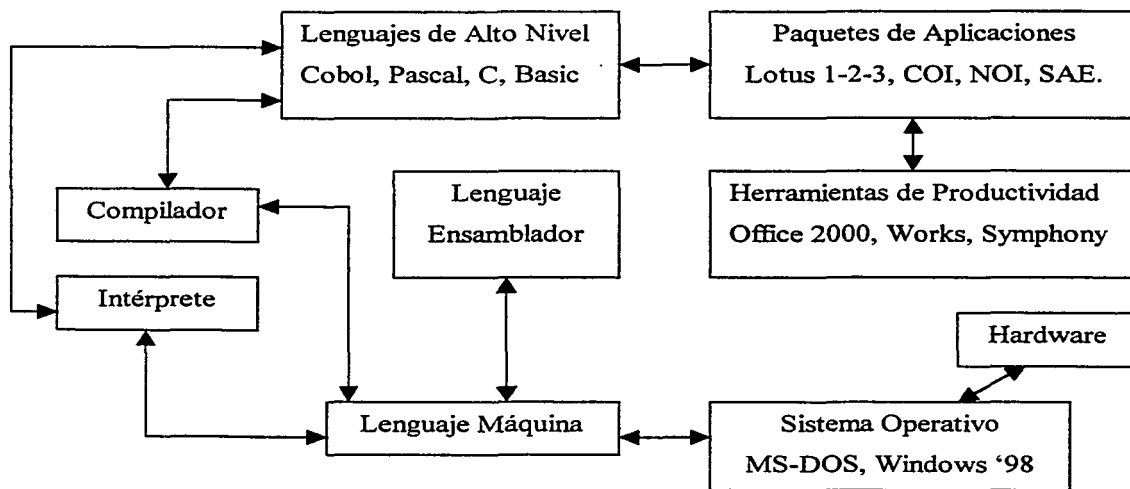 Lenguajes de Alto Nivel
Cobol, Pascal, C, Basic
Paquetes de Aplicaciones
Lotus 1-2-3, COI, NOI, SAE.
Compilador
Lenguaje
Ensamblador
Herramientas de Productividad
Office 2000, Works, Symphony
Intérprete
Hardware
Lenguaje Máquina
Sistema Operativo
MS-DOS, Windows ‘98